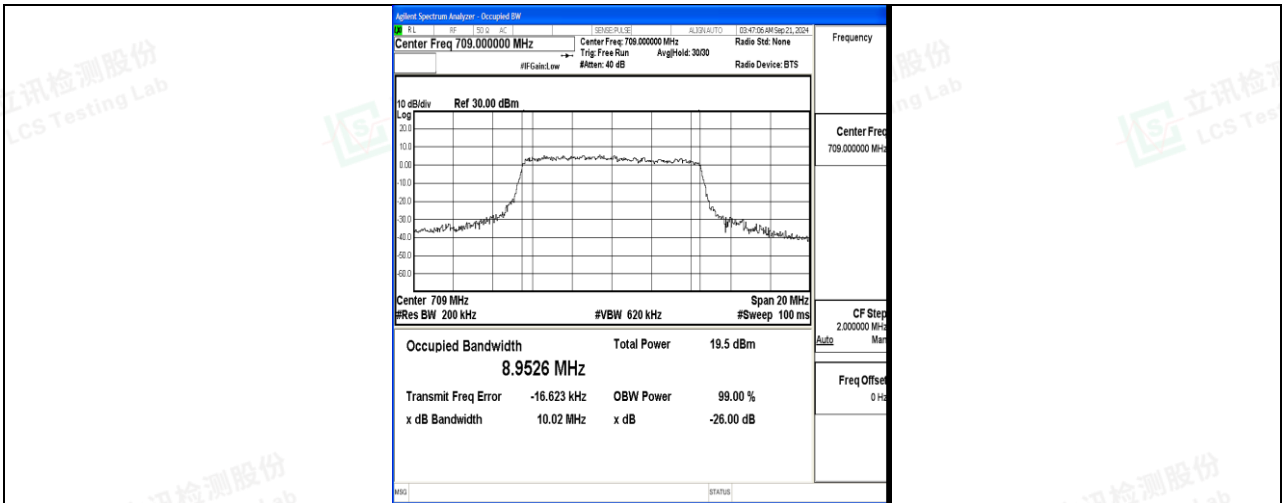 Agilent Spectrum Analyzer - Occupied BW
RL RF 50 Ω AC SENSE:PULSE ALIGN AUTO 03:47:06 AM Sep 21, 2024
Center Freq 709.000000 MHz
Center Freq: 709.000000 MHz
Radio Std: None
Trig: Free Run Avg|Hold: 30/30
#IFGain:Low #Atten: 40 dB Radio Device: BTS
Frequency
10 dB/div Ref 30.00 dBm
Log
20.0
10.0
0.00
-10.0
-20.0
-30.0
-40.0
-50.0
-60.0
Center 709 MHz Span 20 MHz
#Res BW 200 kHz #VBW 620 kHz #Sweep 100 ms
Occupied Bandwidth Total Power 19.5 dBm
8.9526 MHz
Transmit Freq Error -16.623 kHz OBW Power 99.00 %
x dB Bandwidth 10.02 MHz x dB -26.00 dB
Center Freq
709.000000 MHz
CF Step
2.000000 MHz
Auto Man
Freq Offset
0 Hz
MSG STATUS
立讯检测股份
LCS Testing Lab
立讯检测股份